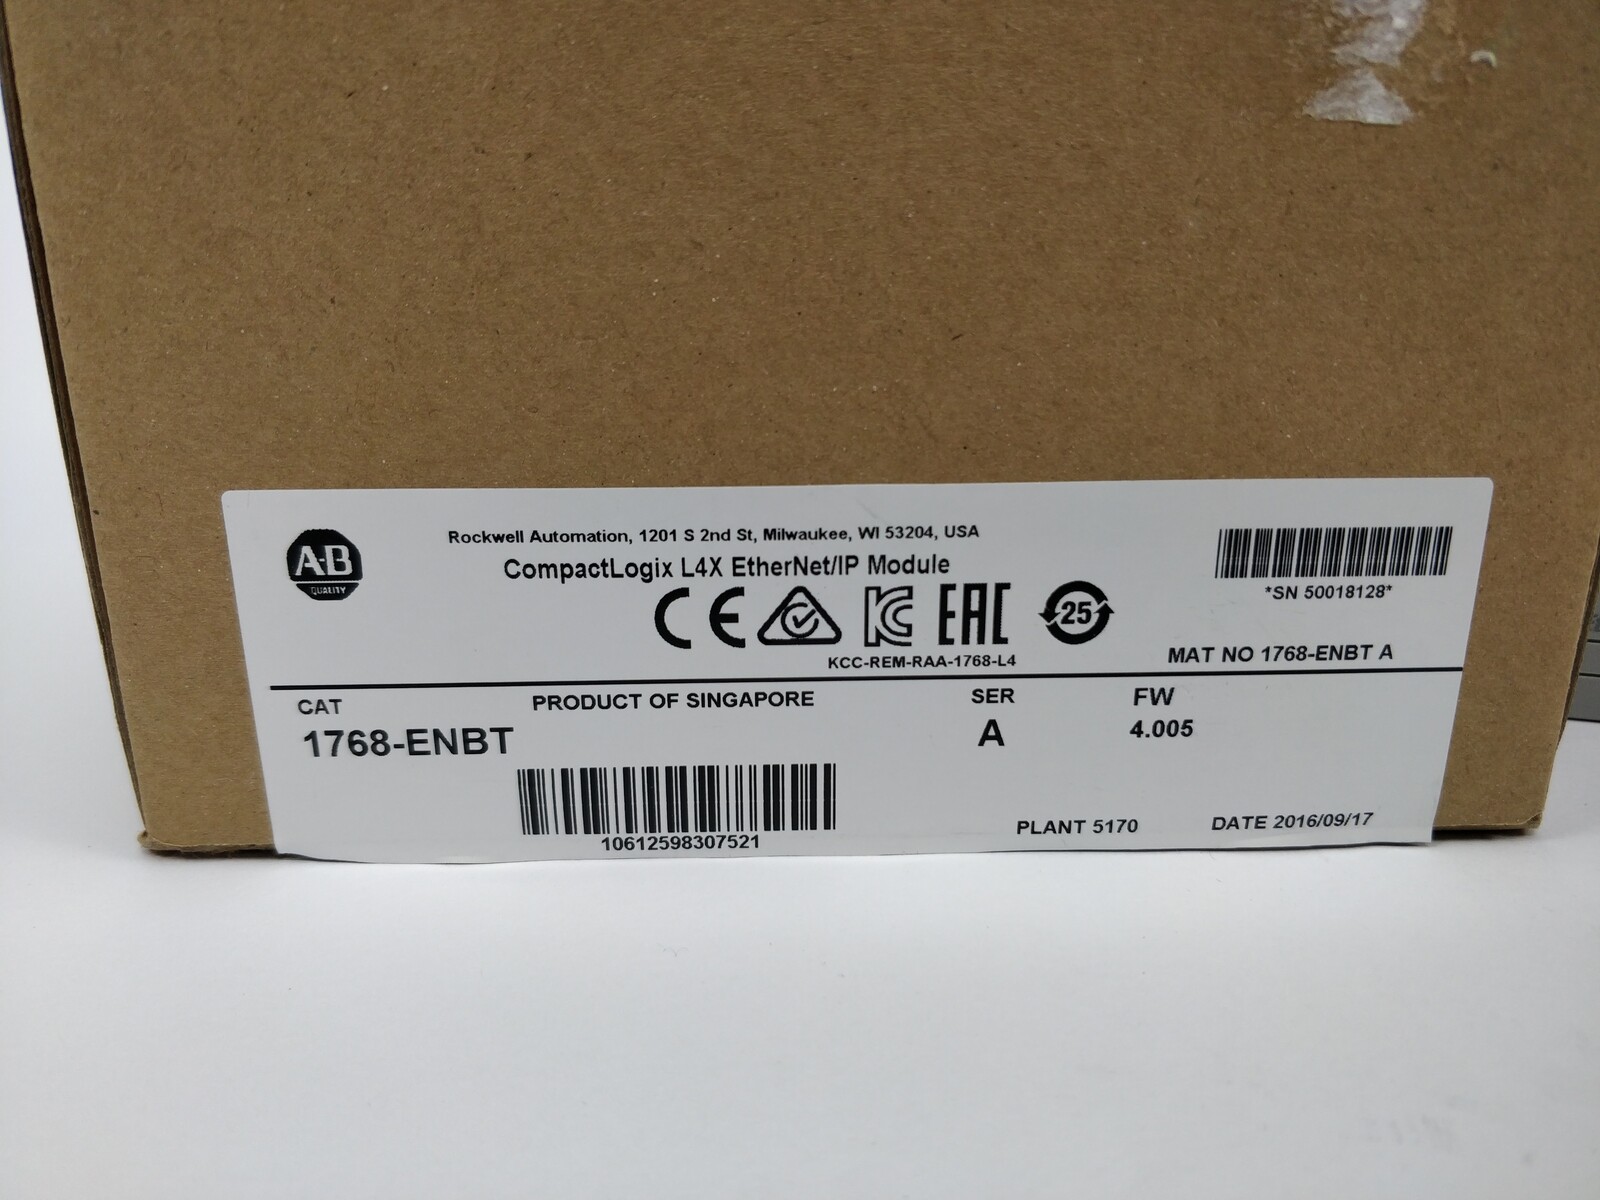 A-B
QUALITY
Rockwell Automation, 1201 S 2nd St, Milwaukee, WI 53204, USA
CompactLogix L4X EtherNet/IP Module
CE KC EAC 25
KCC-REM-RAA-1768-L4
*SN 50018128*
MAT NO 1768-ENBT A
CAT
1768-ENBT
PRODUCT OF SINGAPORE
10612598307521
SER
A
FW
4.005
PLANT 5170
DATE 2016/09/17